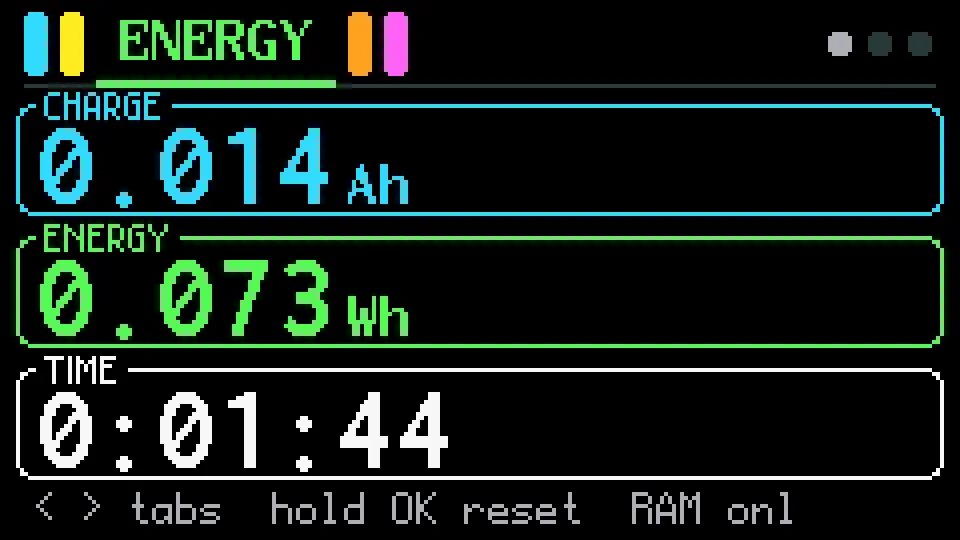 ENERGY
CHARGE
0.014 Ah
ENERGY
0.073 Wh
TIME
0:01:44
< > tabs  hold OK reset  RAM onl